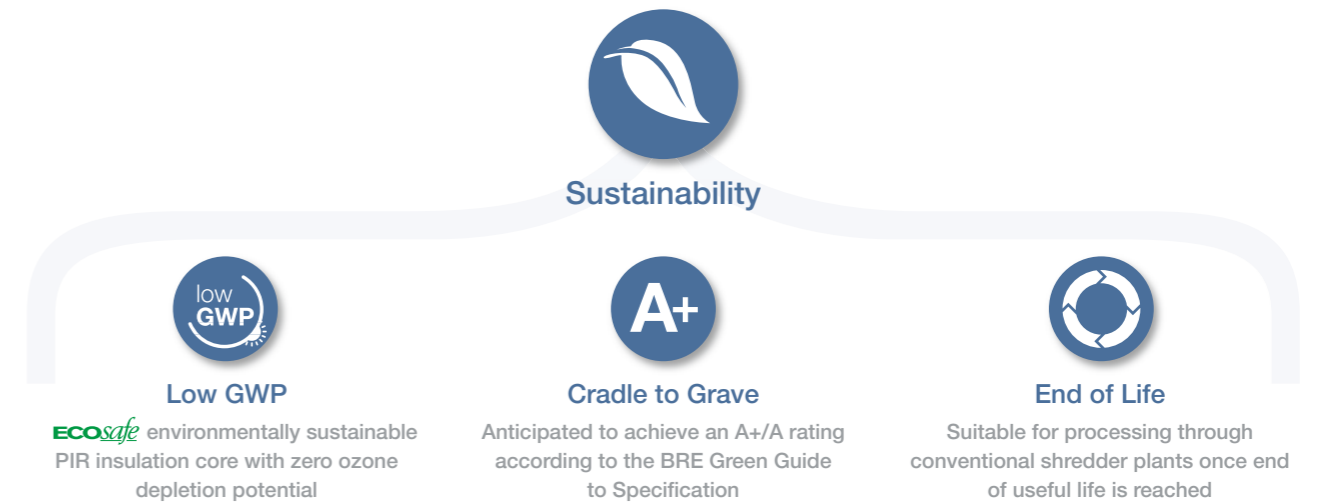 Sustainability
low
GWP
Low GWP
ECOsafe environmentally sustainable
PIR insulation core with zero ozone
depletion potential
A+
Cradle to Grave
Anticipated to achieve an A+/A rating
according to the BRE Green Guide
to Specification
End of Life
Suitable for processing through
conventional shredder plants once end
of useful life is reached